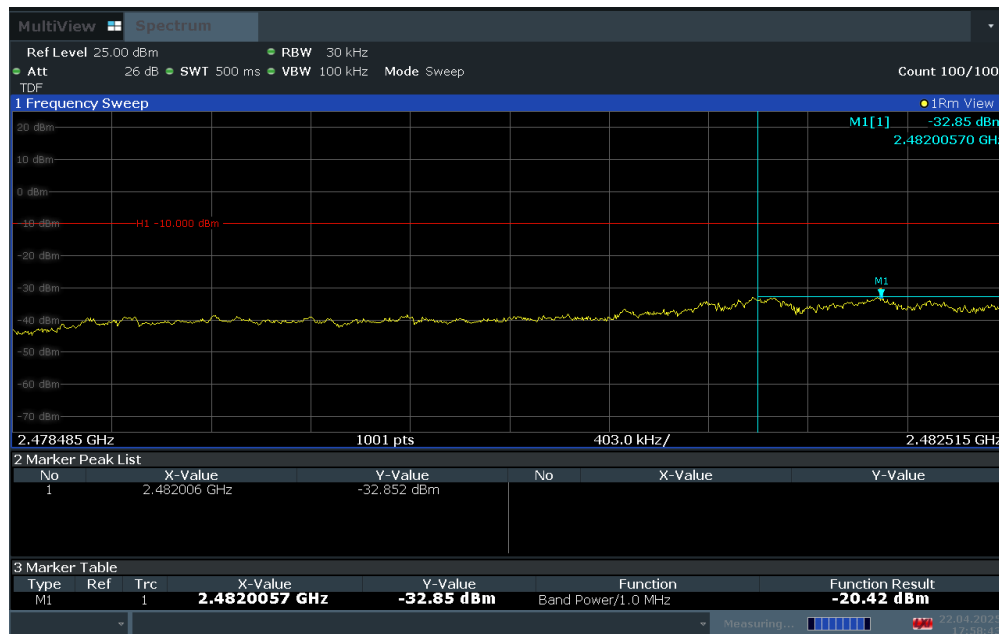 MultiView Spectrum
Ref Level 25.00 dBm RBW 30 kHz
Att 26 dB SWT 500 ms VBW 100 kHz Mode Sweep Count 100/100
TDF
1 Frequency Sweep 1Rm View
M1[1] -32.85 dBm
20 dBm
2.48200570 GHz
10 dBm
0 dBm
-10 dBm H1 -10.000 dBm
-20 dBm
M1
-30 dBm
-40 dBm
-50 dBm
-60 dBm
-70 dBm
2.478485 GHz 1001 pts 403.0 kHz/ 2.482515 GHz
2 Marker Peak List
No X-Value Y-Value No X-Value Y-Value
1 2.482006 GHz -32.852 dBm
3 Marker Table
Type Ref Trc X-Value Y-Value Function Function Result
M1 1 2.4820057 GHz -32.85 dBm Band Power/1.0 MHz -20.42 dBm
Measuring... 22.04.2025